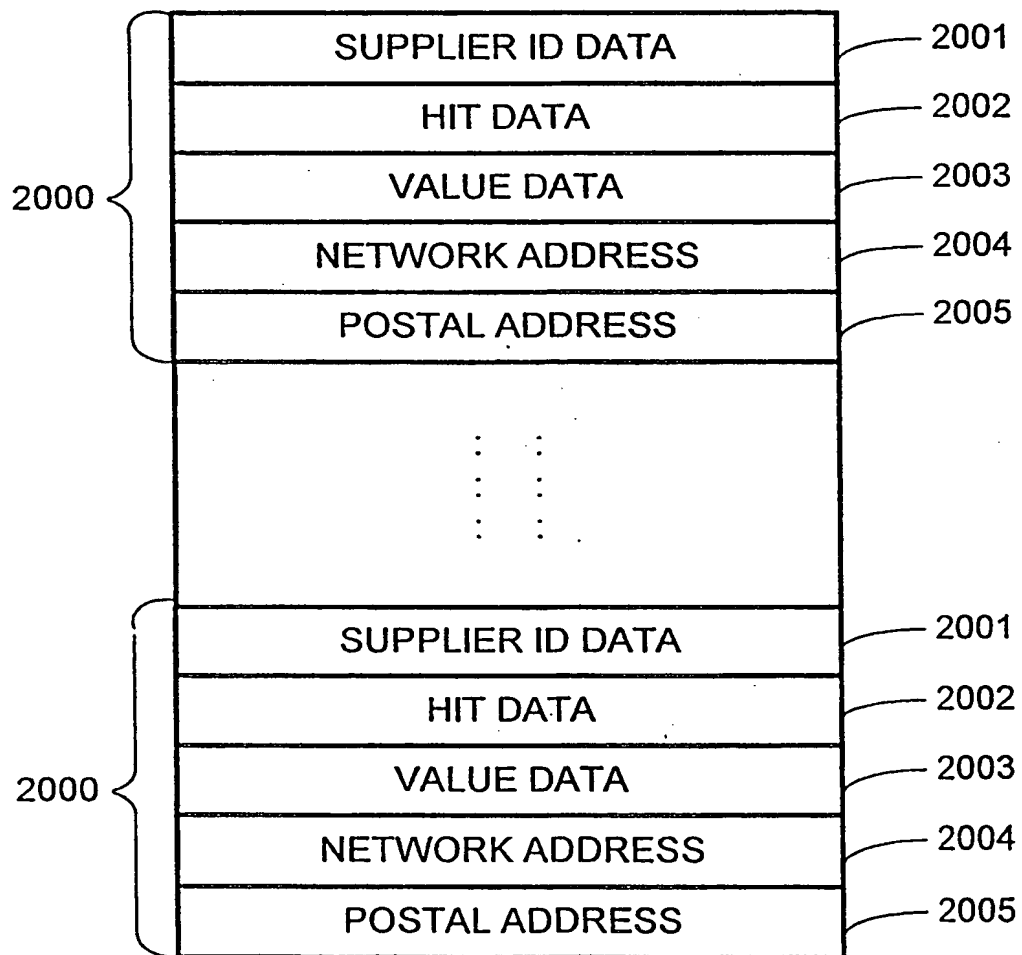 SUPPLIER ID DATA 2001
HIT DATA 2002
2000 VALUE DATA 2003
NETWORK ADDRESS 2004
POSTAL ADDRESS 2005
SUPPLIER ID DATA 2001
HIT DATA 2002
2000 VALUE DATA 2003
NETWORK ADDRESS 2004
POSTAL ADDRESS 2005